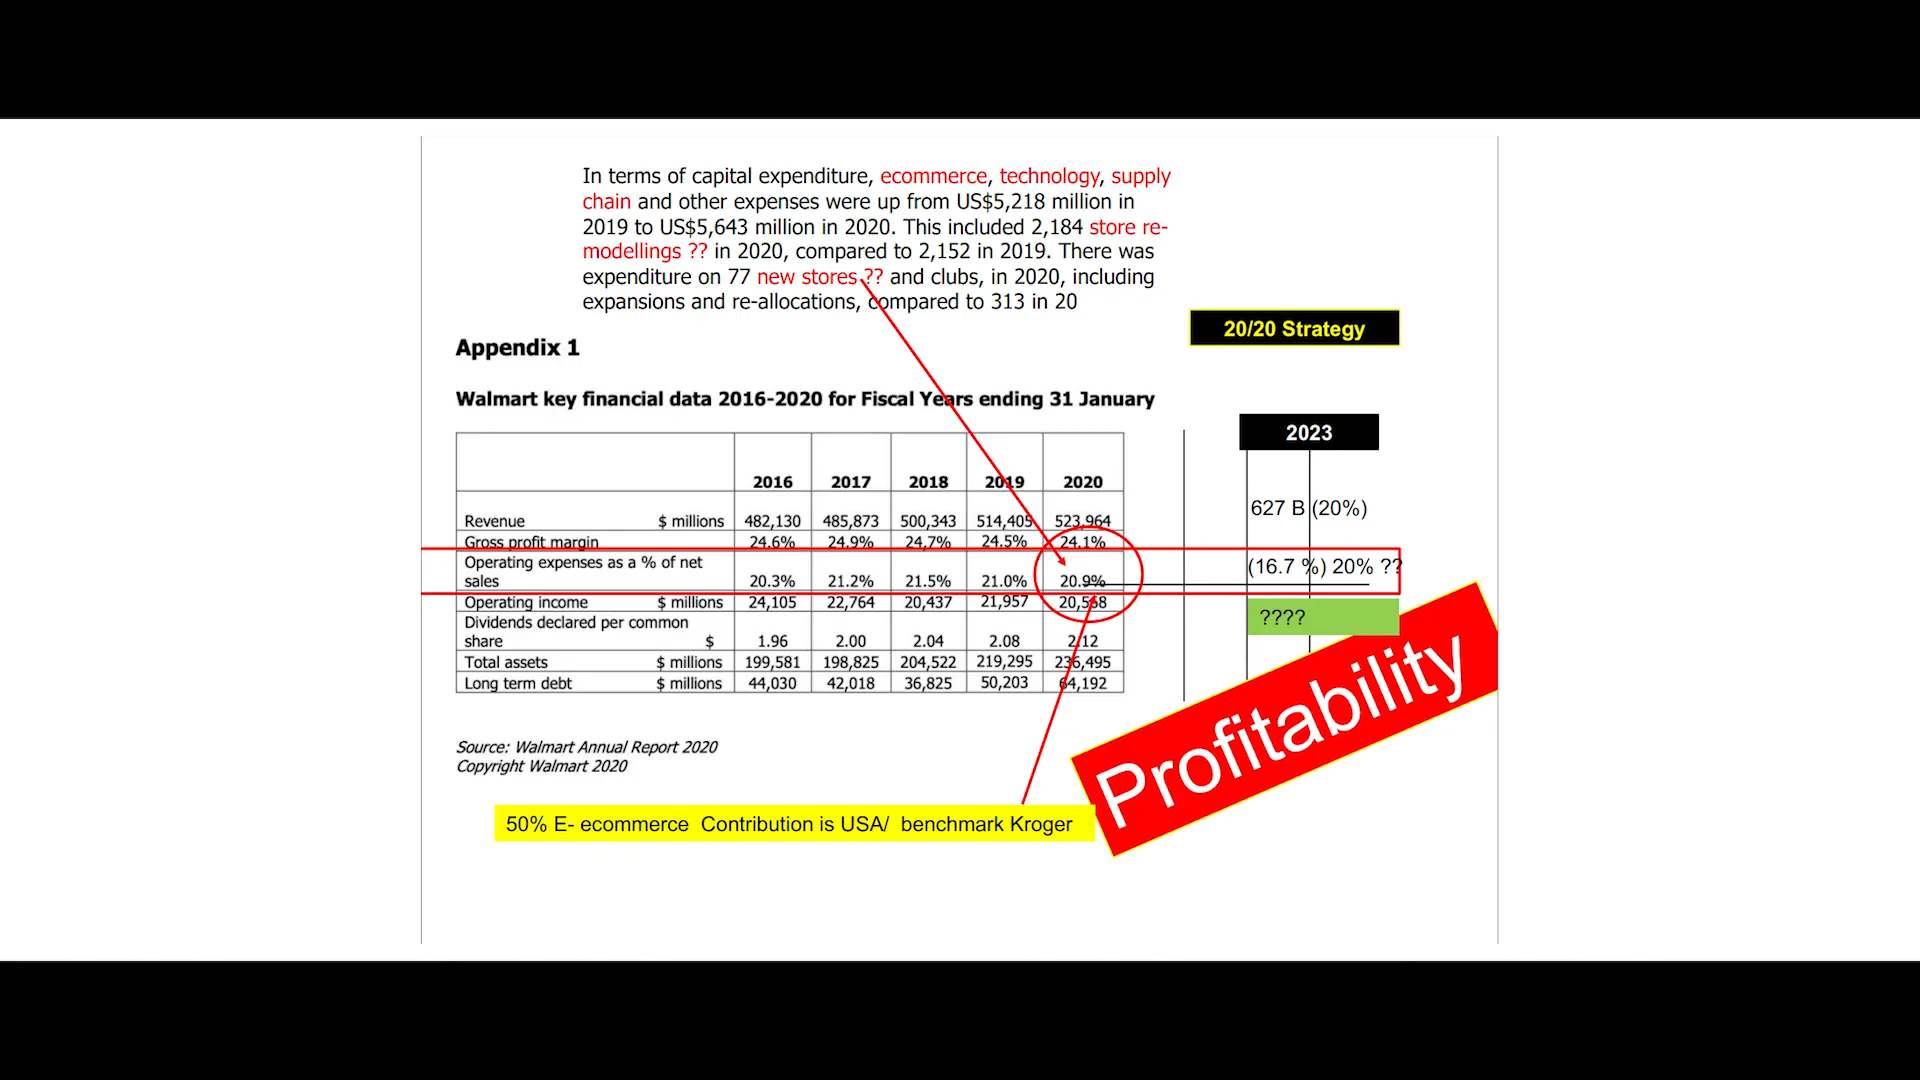 In terms of capital expenditure, ecommerce, technology, supply
chain and other expenses were up from US$5,218 million in
2019 to US$5,643 million in 2020. This included 2,184 store re-
modellings ?? in 2020, compared to 2,152 in 2019. There was
expenditure on 77 new stores ?? and clubs, in 2020, including
expansions and re-allocations, compared to 313 in 20
20/20 Strategy
Appendix 1
Walmart key financial data 2016-2020 for Fiscal Years ending 31 January
2023
2016 2017 2018 2019 2020
Revenue $ millions 482,130 485,873 500,343 514,405 523,964
627 B (20%)
Gross profit margin 24.6% 24.9% 24.7% 24.5% 24.1%
Operating expenses as a % of net
sales 20.3% 21.2% 21.5% 21.0% 20.9%
(16.7 %) 20% ??
Operating income $ millions 24,105 22,764 20,437 21,957 20,568
????
Dividends declared per common
share $ 1.96 2.00 2.04 2.08 2.12
Total assets $ millions 199,581 198,825 204,522 219,295 236,495
Long term debt $ millions 44,030 42,018 36,825 50,203 64,192
Profitability
Source: Walmart Annual Report 2020
Copyright Walmart 2020
50% E- ecommerce Contribution is USA/ benchmark Kroger